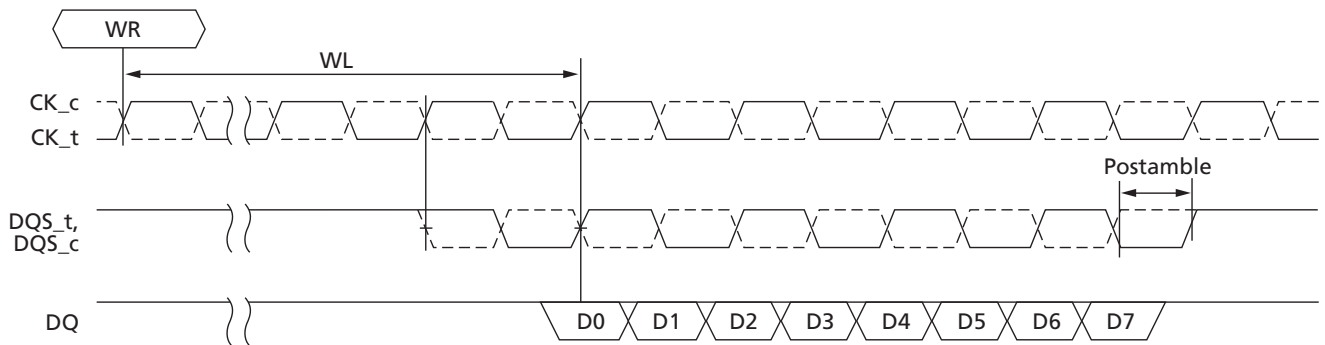 WR
WL
CK_c
CK_t
Postamble
DQS_t,
DQS_c
DQ
D0 D1 D2 D3 D4 D5 D6 D7